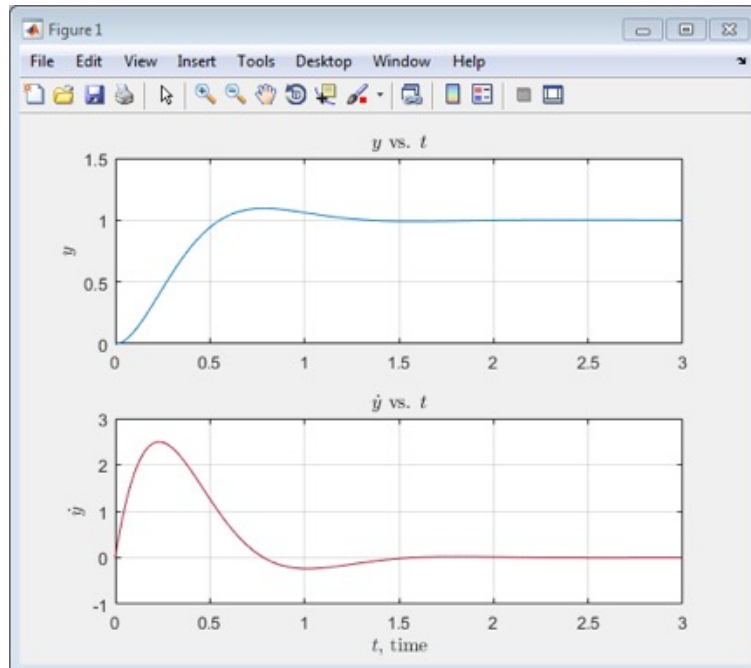 Figure 1
File Edit View Insert Tools Desktop Window Help
y vs. t
1.5
1
0.5
0
y
0 0.5 1 1.5 2 2.5 3
ẏ vs. t
3
2
1
0
-1
ẏ
0 0.5 1 1.5 2 2.5 3
t, time